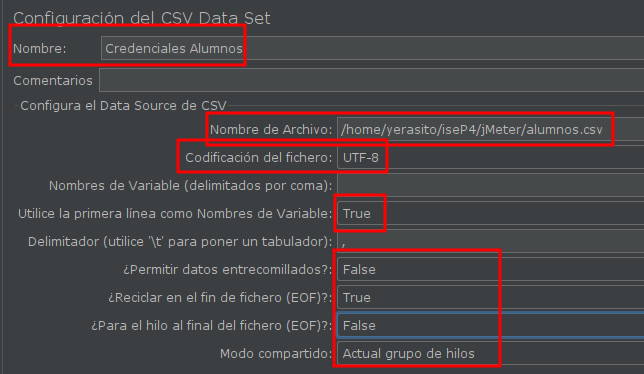 Configuración del CSV Data Set
Nombre: Credenciales Alumnos
Comentarios
Configura el Data Source de CSV
Nombre de Archivo: /home/yerasito/iseP4/jMeter/alumnos.csv
Codificación del fichero: UTF-8
Nombres de Variable (delimitados por coma):
Utilice la primera línea como Nombres de Variable: True
Delimitador (utilice '\t' para poner un tabulador): ,
¿Permitir datos entrecomillados?: False
¿Reciclar en el fin de fichero (EOF)?: True
¿Para el hilo al final del fichero (EOF)?: False
Modo compartido: Actual grupo de hilos